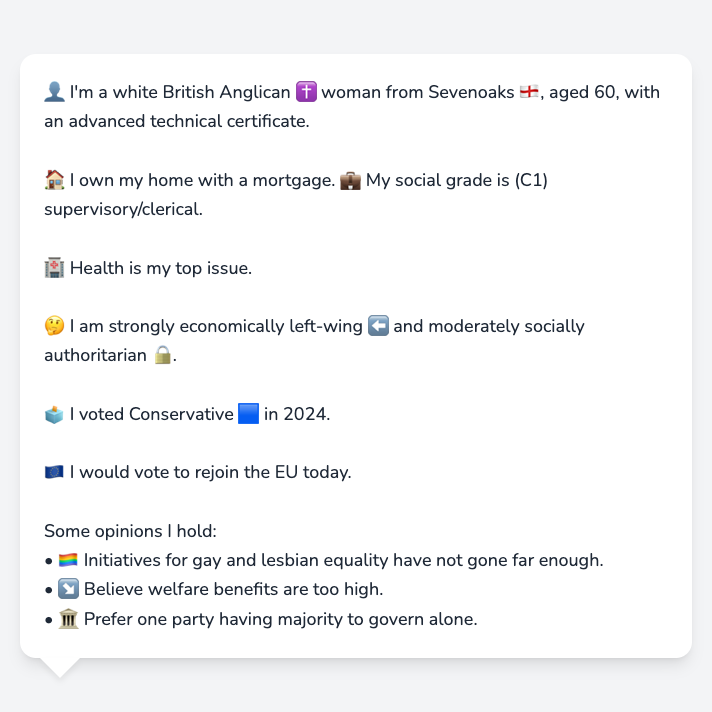 👤 I'm a white British Anglican ✝️ woman from Sevenoaks 🏴󠁧󠁢󠁥󠁮󠁧󠁿, aged 60, with
an advanced technical certificate.
🏠 I own my home with a mortgage. 💼 My social grade is (C1)
supervisory/clerical.
🏥 Health is my top issue.
🤔 I am strongly economically left-wing ⬅️ and moderately socially
authoritarian 🔒.
🗳️ I voted Conservative 🟦 in 2024.
🇪🇺 I would vote to rejoin the EU today.
Some opinions I hold:
• 🏳️‍🌈 Initiatives for gay and lesbian equality have not gone far enough.
• ↘️ Believe welfare benefits are too high.
• 🏛️ Prefer one party having majority to govern alone.